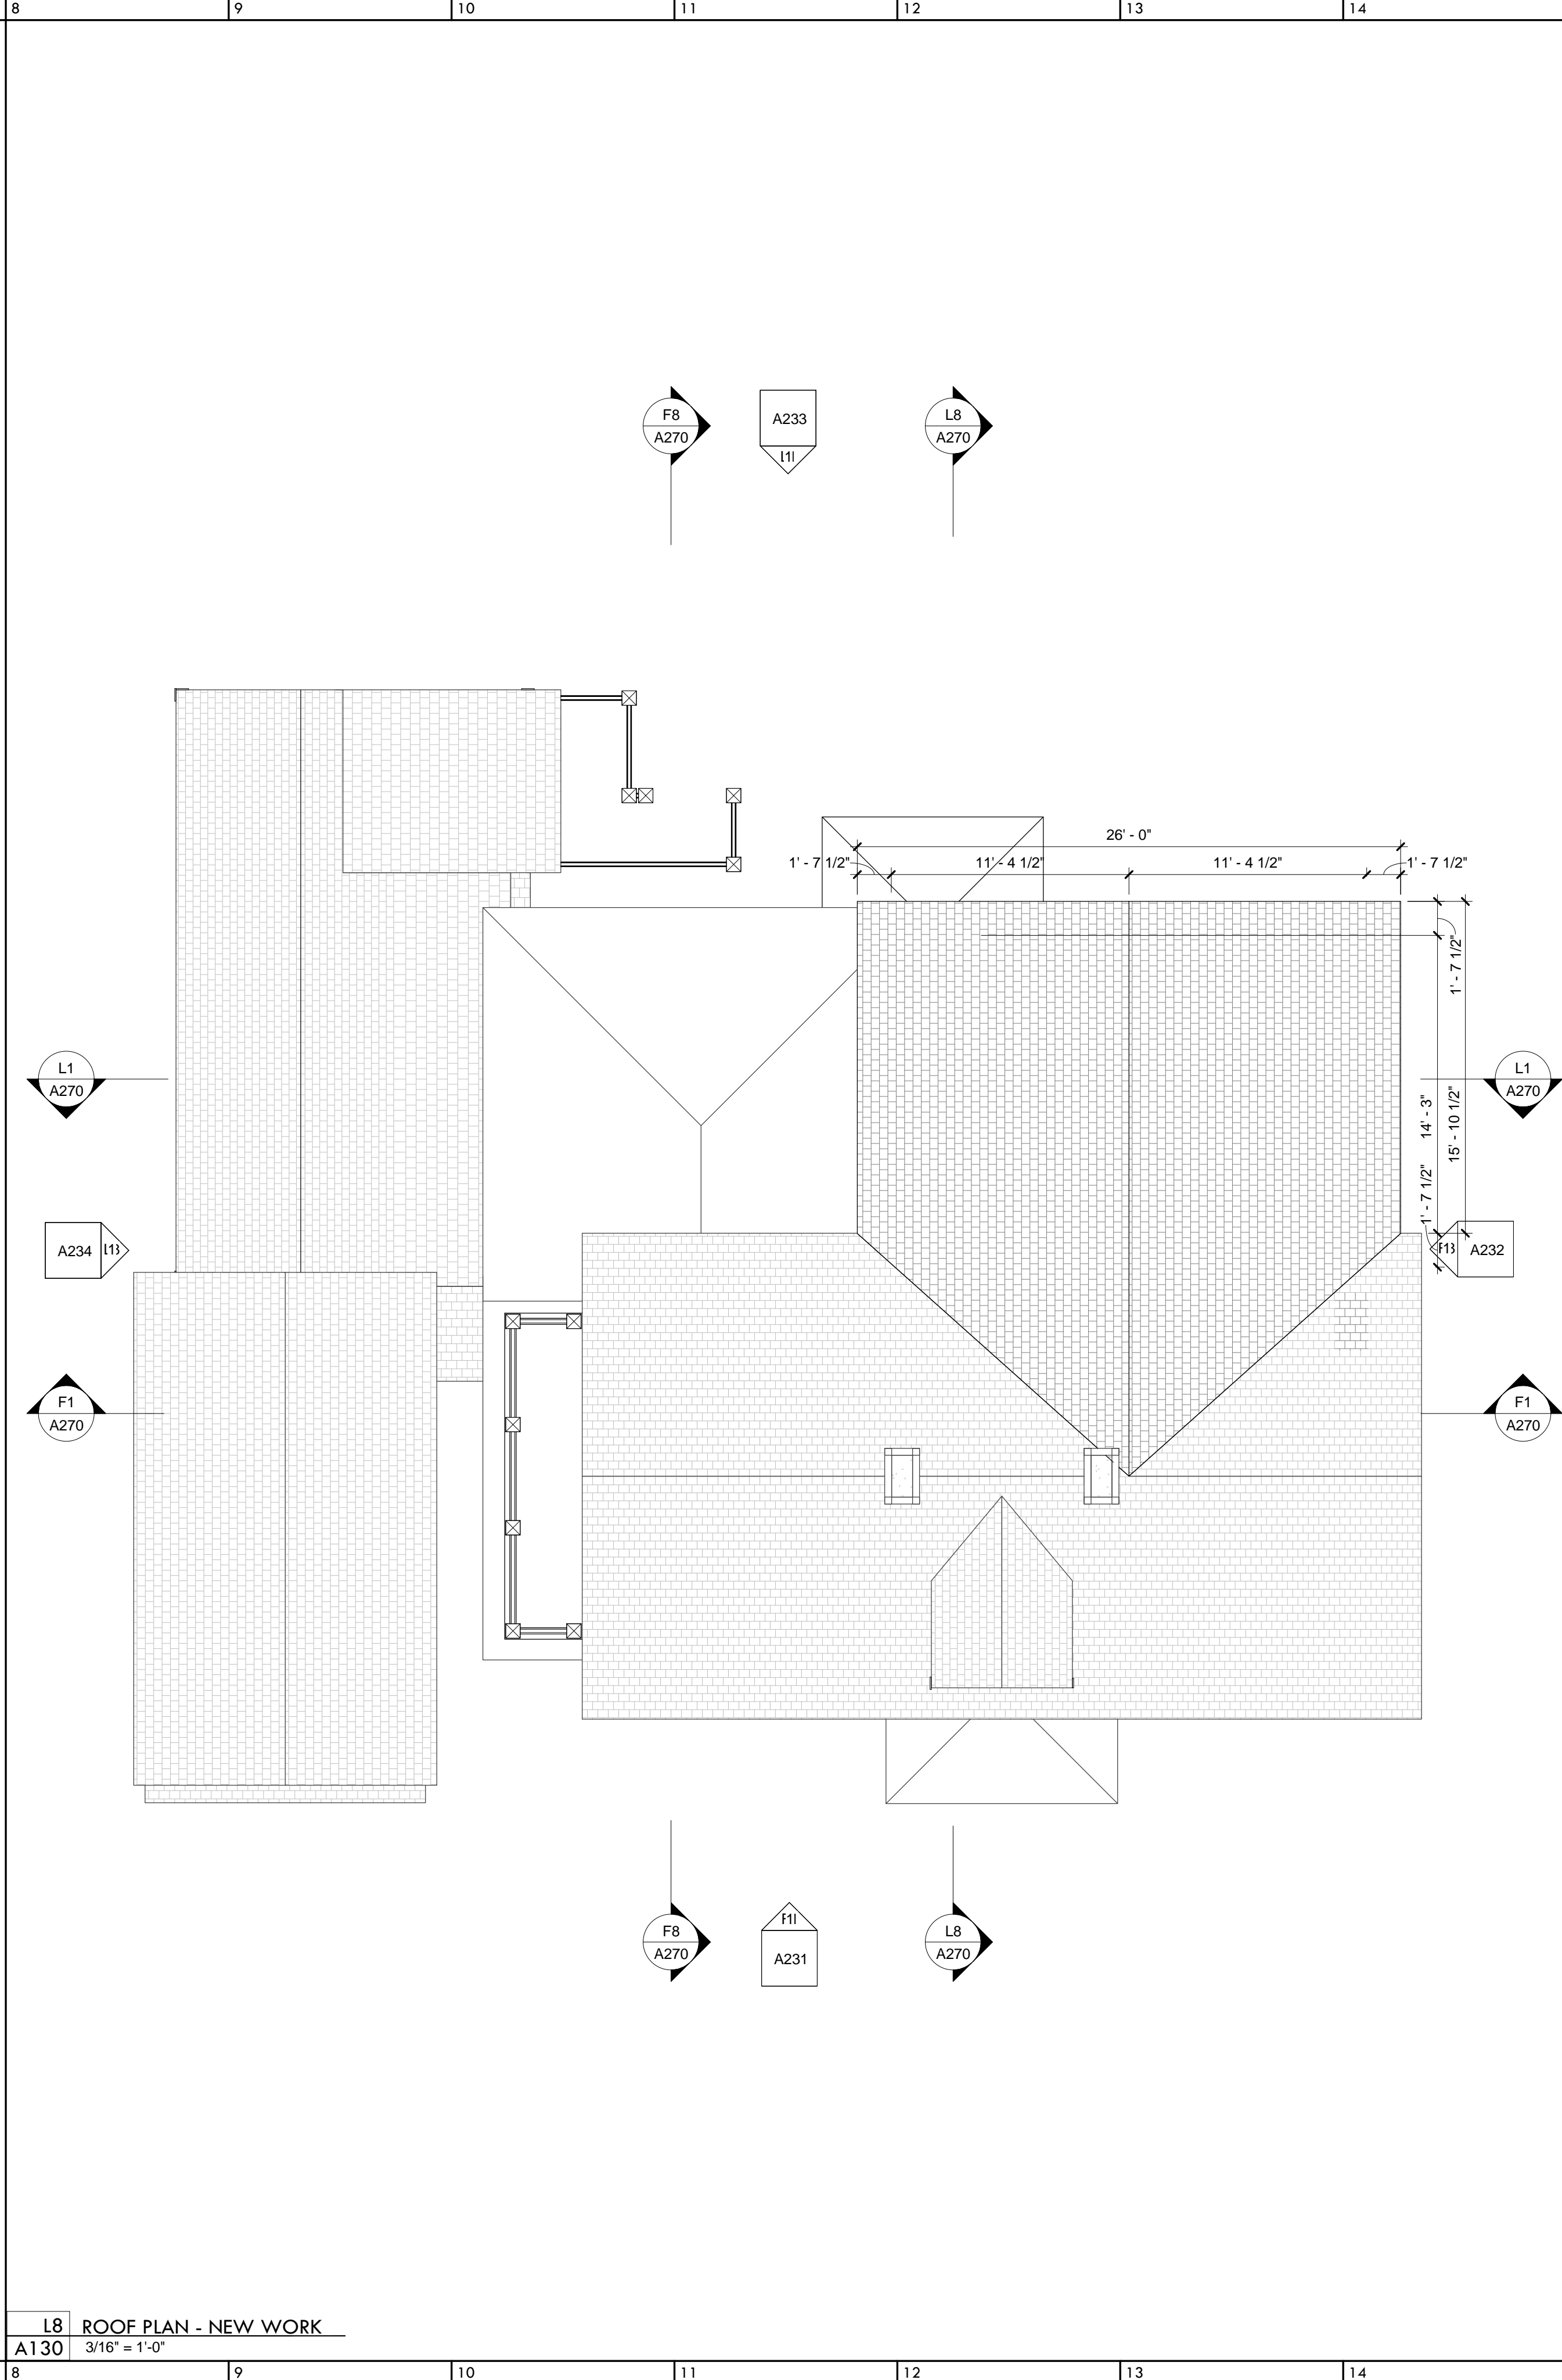 8 9 10 11 12 13 14
F8
A270
A233
L8
A270
26' - 0"
1' - 7 1/2" 11' - 4 1/2" 11' - 4 1/2" 1' - 7 1/2"
1' - 7 1/2"
14' - 3"
15' - 10 1/2"
1' - 7 1/2"
L1
A270
L1
A270
A234
A232
F1
A270
F1
A270
F8
A270
A231
L8
A270
L8 ROOF PLAN - NEW WORK
A130 3/16" = 1'-0"
8 9 10 11 12 13 14